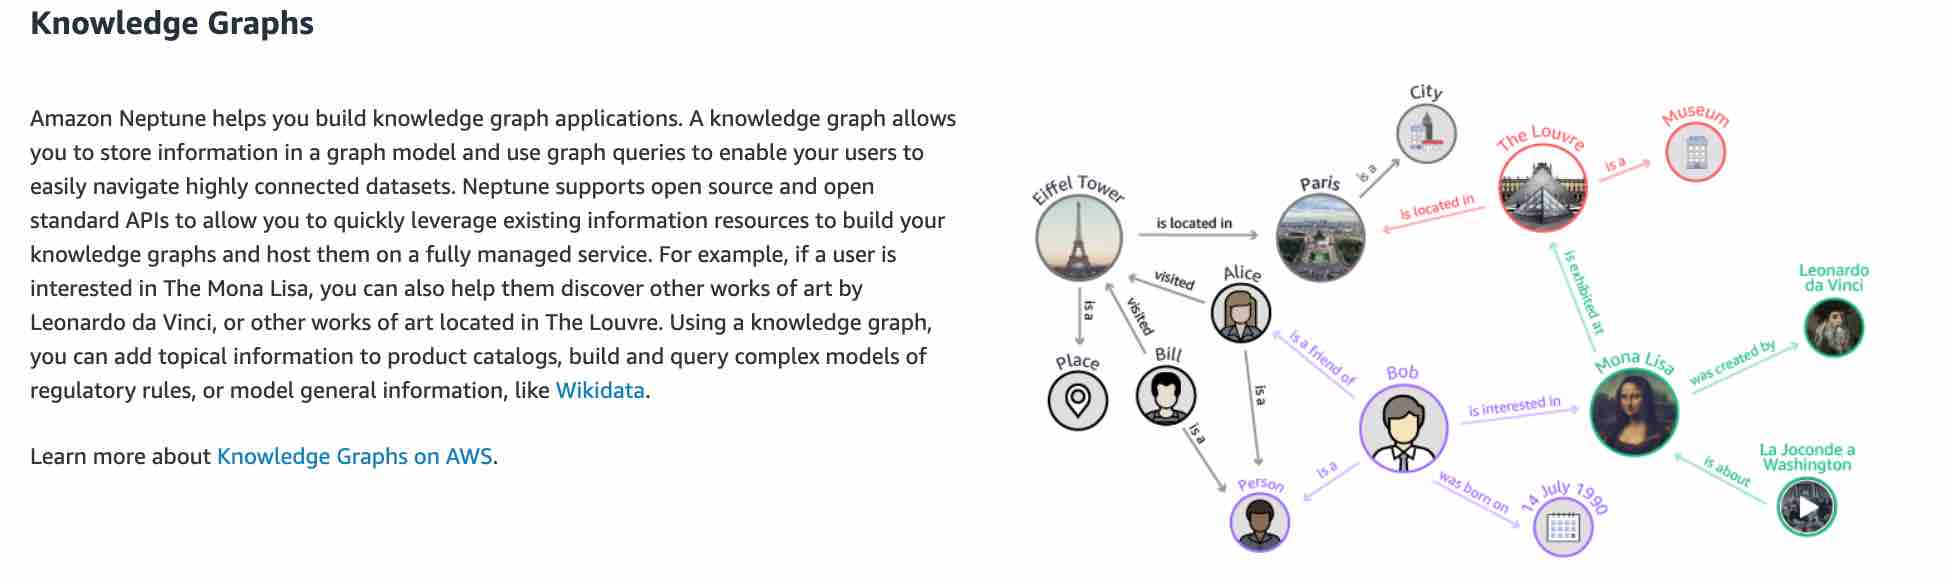 Knowledge Graphs
Amazon Neptune helps you build knowledge graph applications. A knowledge graph allows
you to store information in a graph model and use graph queries to enable your users to
easily navigate highly connected datasets. Neptune supports open source and open
standard APIs to allow you to quickly leverage existing information resources to build your
knowledge graphs and host them on a fully managed service. For example, if a user is
interested in The Mona Lisa, you can also help them discover other works of art by
Leonardo da Vinci, or other works of art located in The Louvre. Using a knowledge graph,
you can add topical information to product catalogs, build and query complex models of
regulatory rules, or model general information, like Wikidata.
Learn more about Knowledge Graphs on AWS.
City
Museum
The Louvre
is a
is a
Eiffel Tower
Paris
is located in
is located in
visited
Alice
is exhibited at
Leonardo
da Vinci
is a
visited
is a friend of
Place
Bill
Bob
Mona Lisa
was created by
is a
is interested in
is a
La Joconde a
Washington
is about
is a
Person
was born on
14 July 1990